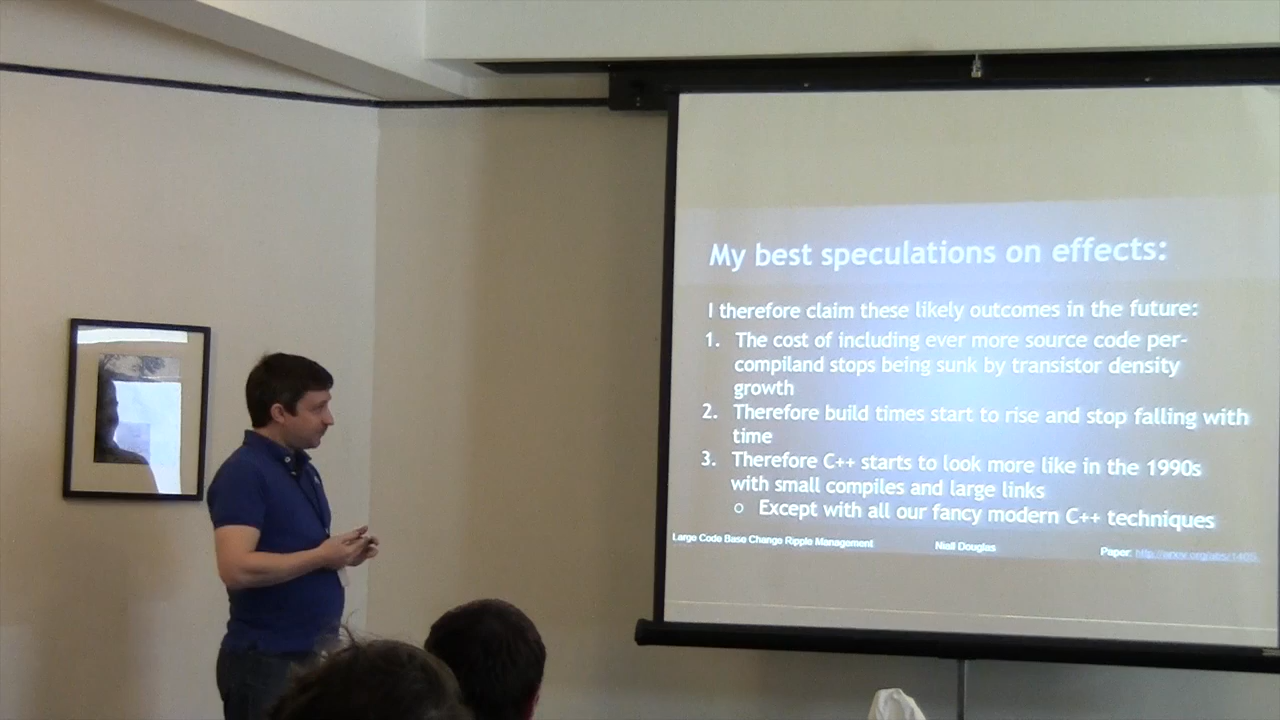 My best speculations on effects:
I therefore claim these likely outcomes in the future:
1. The cost of including ever more source code per-
compiland stops being sunk by transistor density
growth
2. Therefore build times start to rise and stop falling with
time
3. Therefore C++ starts to look more like in the 1990s
with small compiles and large links
○ Except with all our fancy modern C++ techniques
Large Code Base Change Ripple Management Niall Douglas Paper: